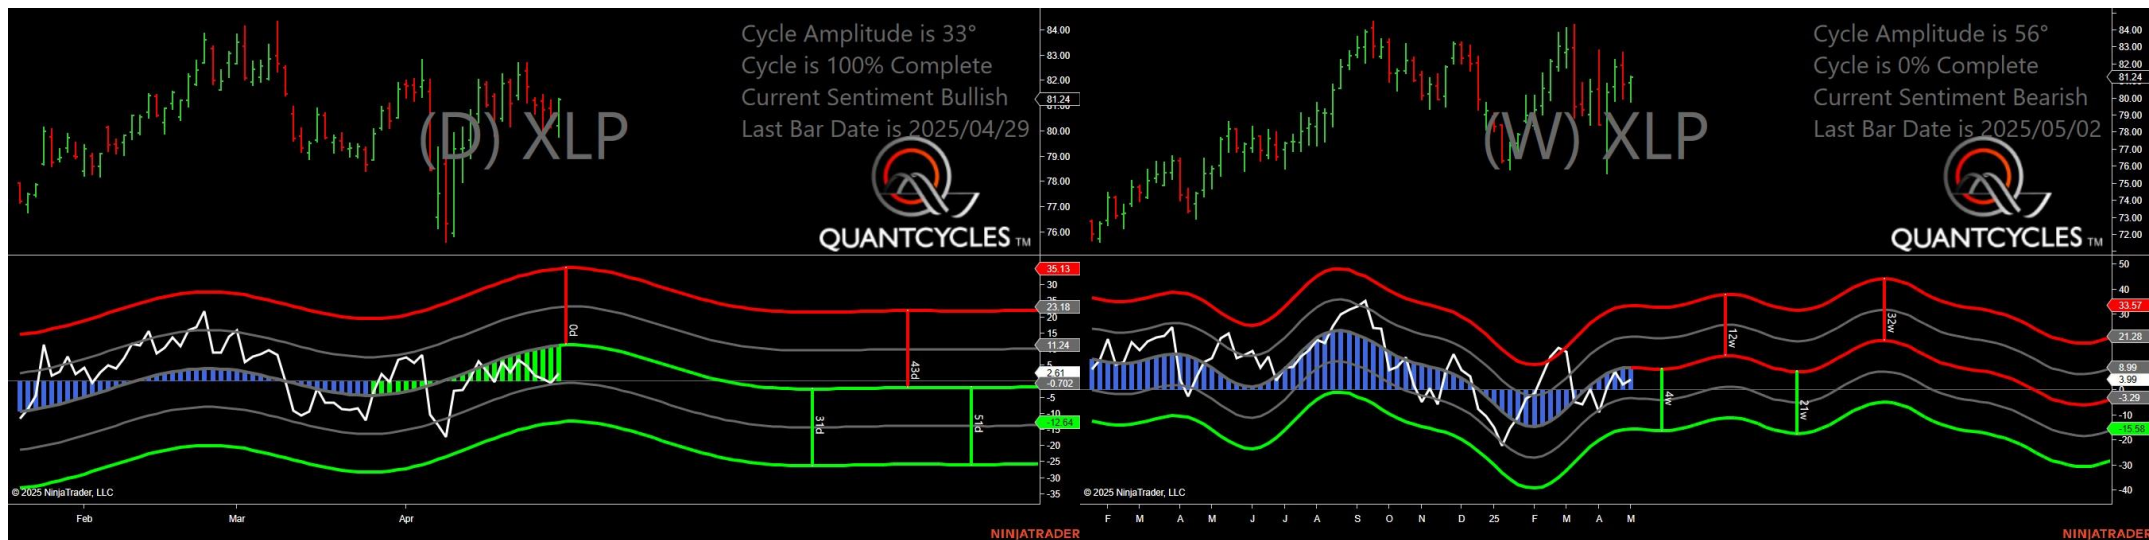 Cycle Amplitude is 33°
Cycle is 100% Complete
Current Sentiment Bullish
Last Bar Date is 2025/04/29
(D) XLP
QUANTCYCLES TM
84.00
83.00
82.00
81.24
81.00
80.00
79.00
78.00
77.00
76.00
35.13
30
23.18
20
15
11.24
2.61
-0.702
-5
-10
-12.64
-20
-25
-30
-35
0d
31d
43d
51d
© 2025 NinjaTrader, LLC
Feb
Mar
Apr
NINJATRADER
Cycle Amplitude is 56°
Cycle is 0% Complete
Current Sentiment Bearish
Last Bar Date is 2025/05/02
(W) XLP
QUANTCYCLES TM
84.00
83.00
82.00
81.24
80.00
79.00
78.00
77.00
76.00
75.00
74.00
73.00
72.00
50
40
33.57
30
21.28
8.99
3.99
-3.29
-10
-15.58
-20
-30
-40
4w
12w
21w
32w
© 2025 NinjaTrader, LLC
F M A M J J A S O N D 25 F M A M
NINJATRADER